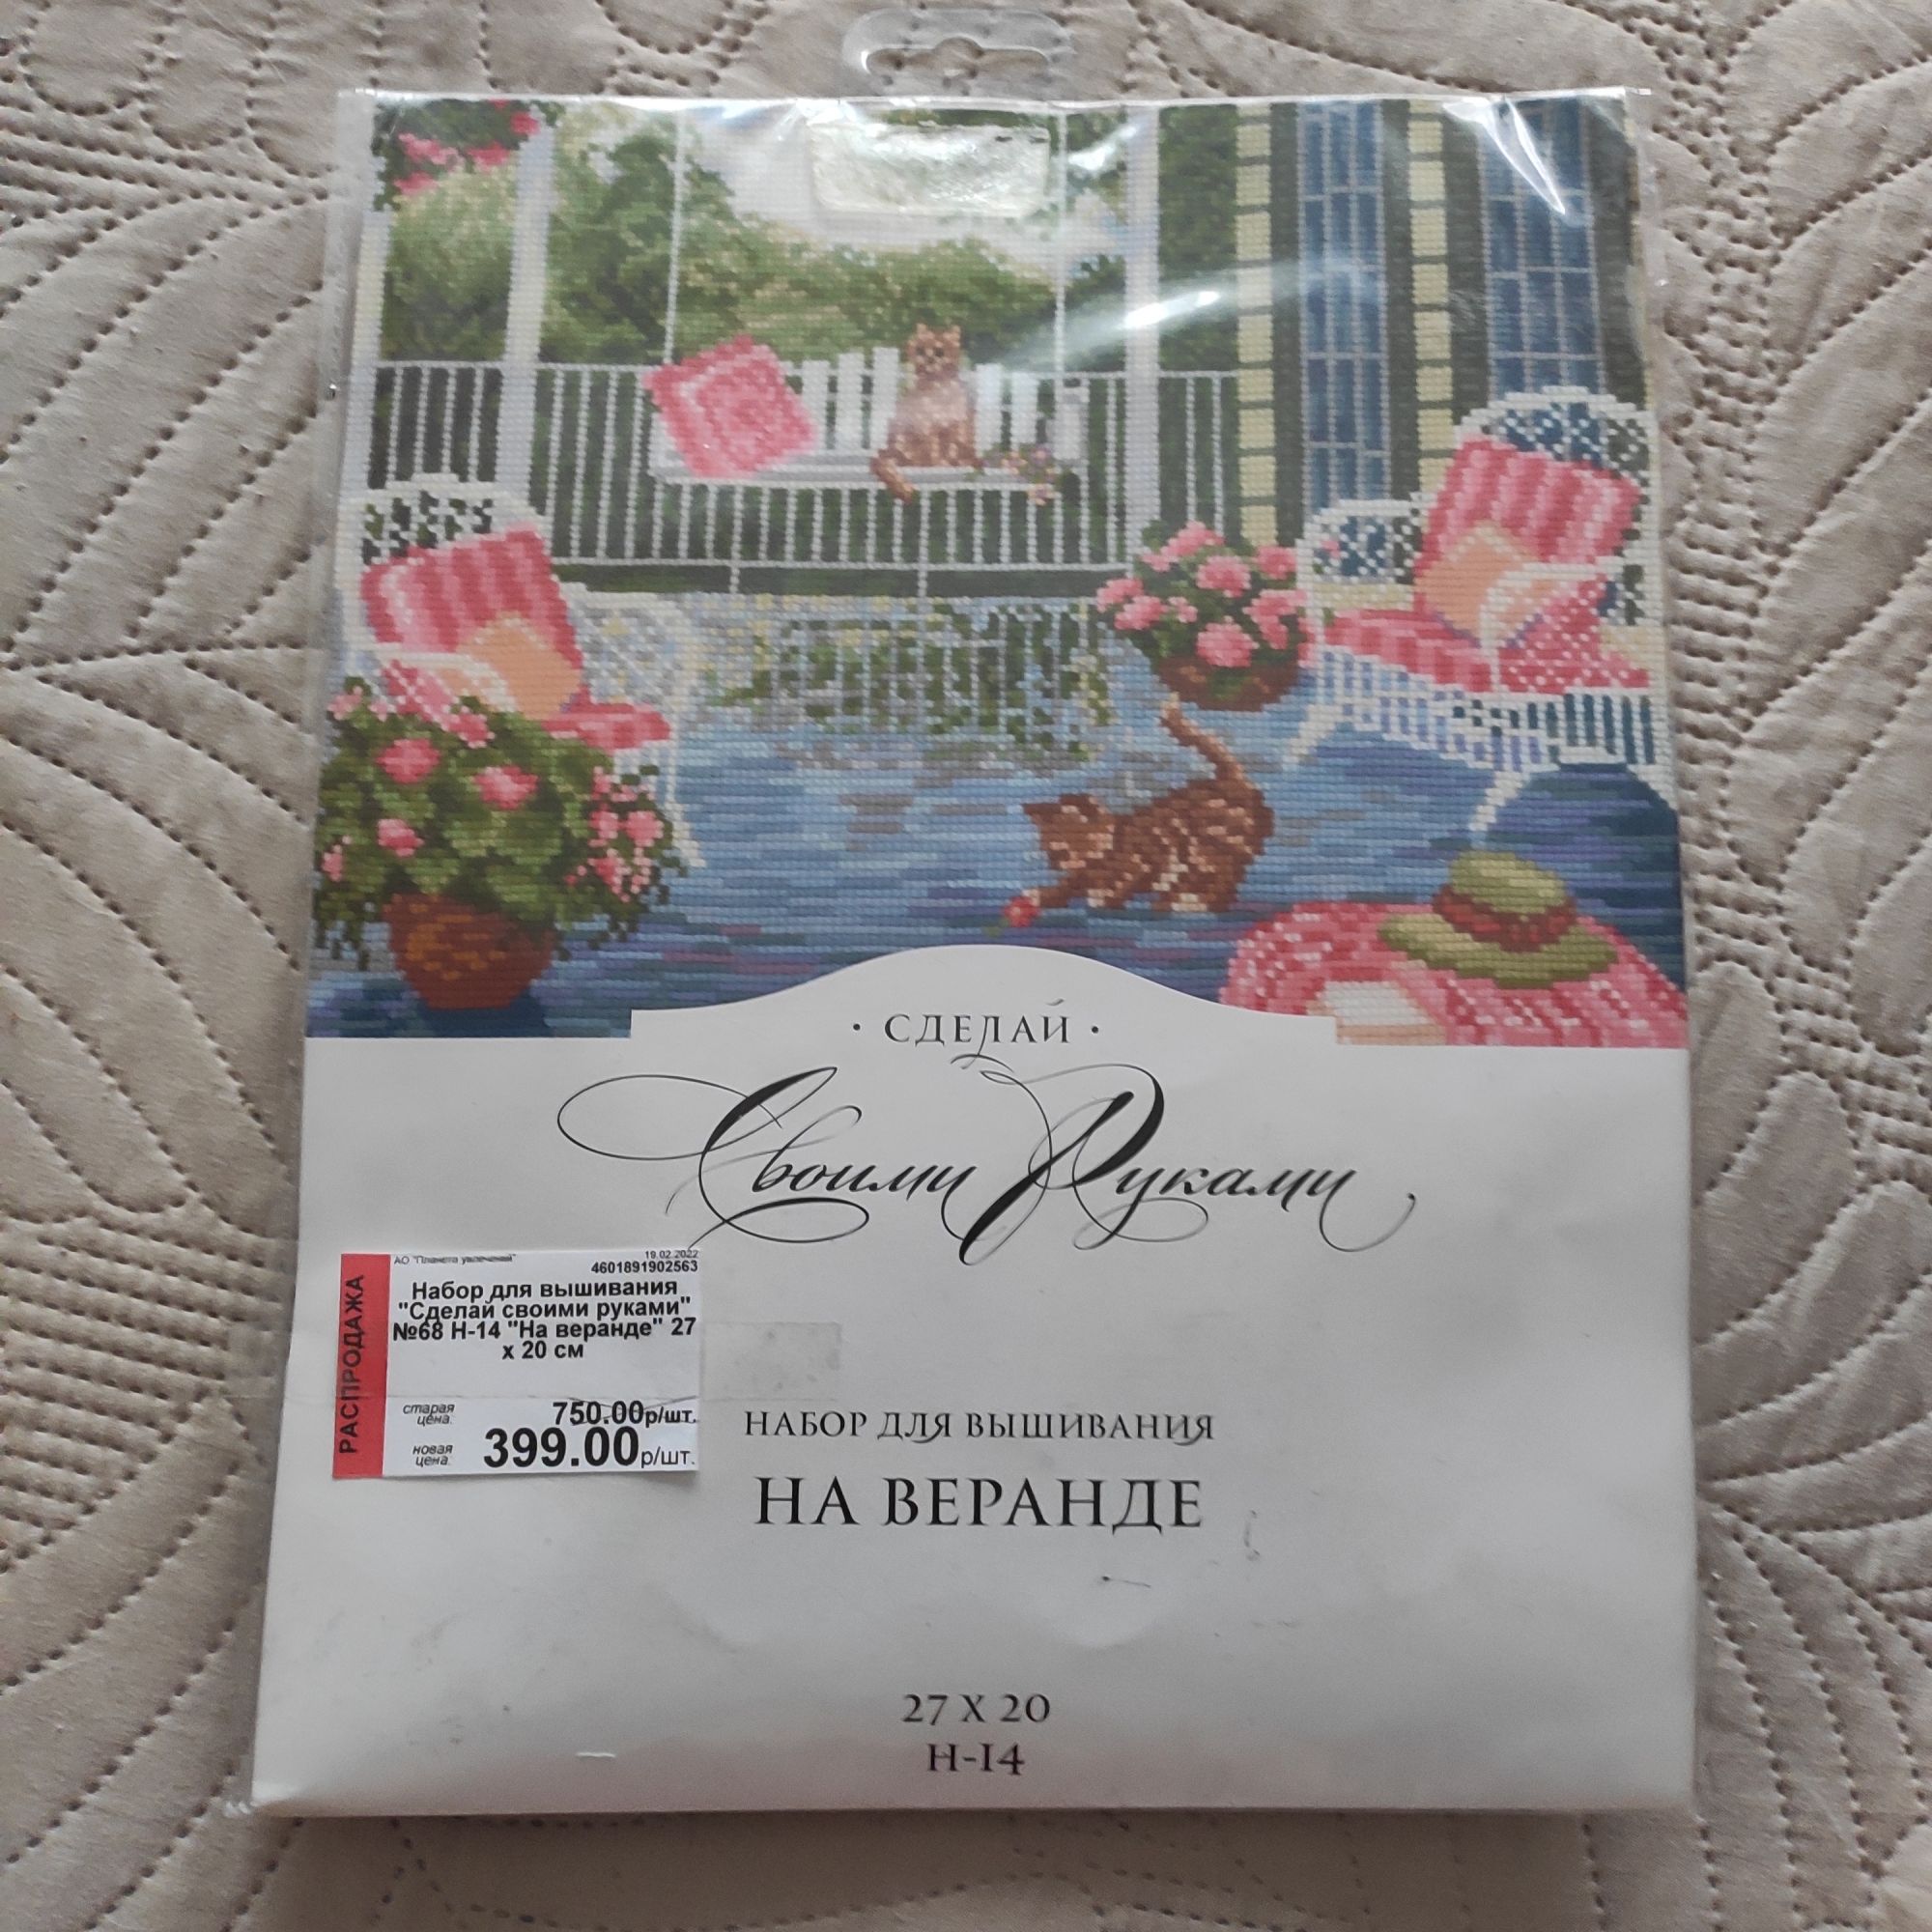 · СДЕЛАЙ ·
Своими Руками
РАСПРОДАЖА
АО "Планета увлечений"
19.02.2022
4601891902563
Набор для вышивания
"Сделай своими руками"
№68 Н-14 "На веранде" 27
х 20 см
старая цена:
750.00р/шт.
новая цена:
399.00р/шт.
НАБОР ДЛЯ ВЫШИВАНИЯ
НА ВЕРАНДЕ
27 X 20
Н-14